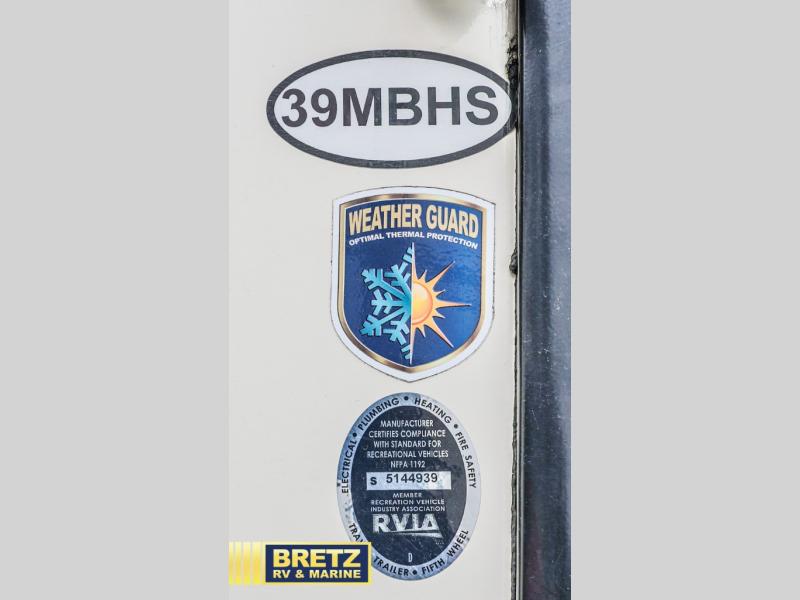 39MBHS
WEATHER GUARD
OPTIMAL THERMAL PROTECTION
ELECTRICAL • PLUMBING • HEATING • FIRE SAFETY
MANUFACTURER
CERTIFIES COMPLIANCE
WITH STANDARD FOR
RECREATIONAL VEHICLES
NFPA 1192
S 5144939
MEMBER
RECREATION VEHICLE
INDUSTRY ASSOCIATION
RVIA
D
TRAILER • FIFTH WHEEL
BRETZ
RV & MARINE